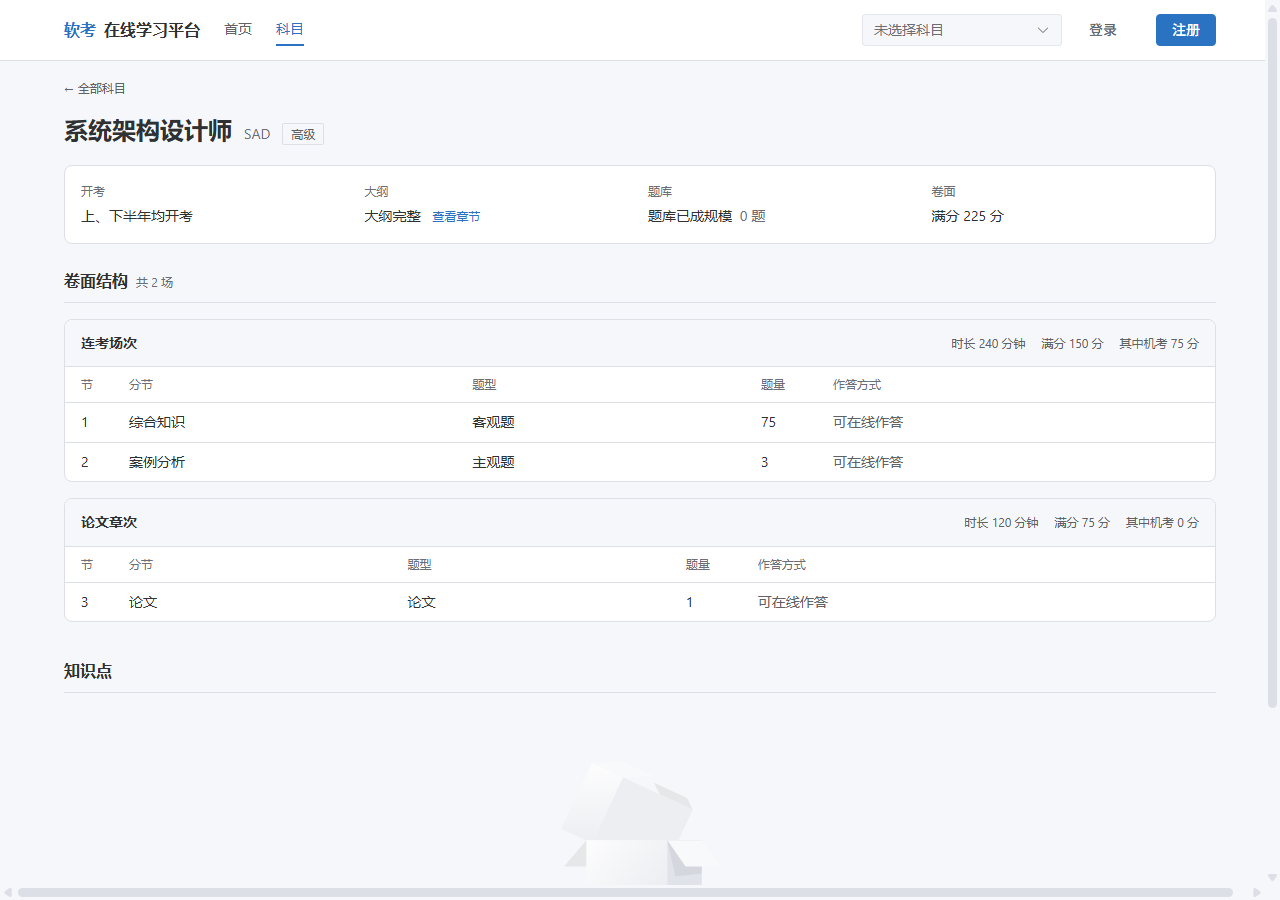 软考 在线学习平台 首页 科目 未选择科目 登录 注册
← 全部科目
系统架构设计师 SAD 高级
开考 大纲 题库 卷面
上、下半年均开考 大纲完整 查看章节 题库已成规模 0 题 满分 225 分
卷面结构 共 2 场
连考场次 时长 240 分钟 满分 150 分 其中机考 75 分
节 分节 题型 题量 作答方式
1 综合知识 客观题 75 可在线作答
2 案例分析 主观题 3 可在线作答
论文章次 时长 120 分钟 满分 75 分 其中机考 0 分
节 分节 题型 题量 作答方式
3 论文 论文 1 可在线作答
知识点